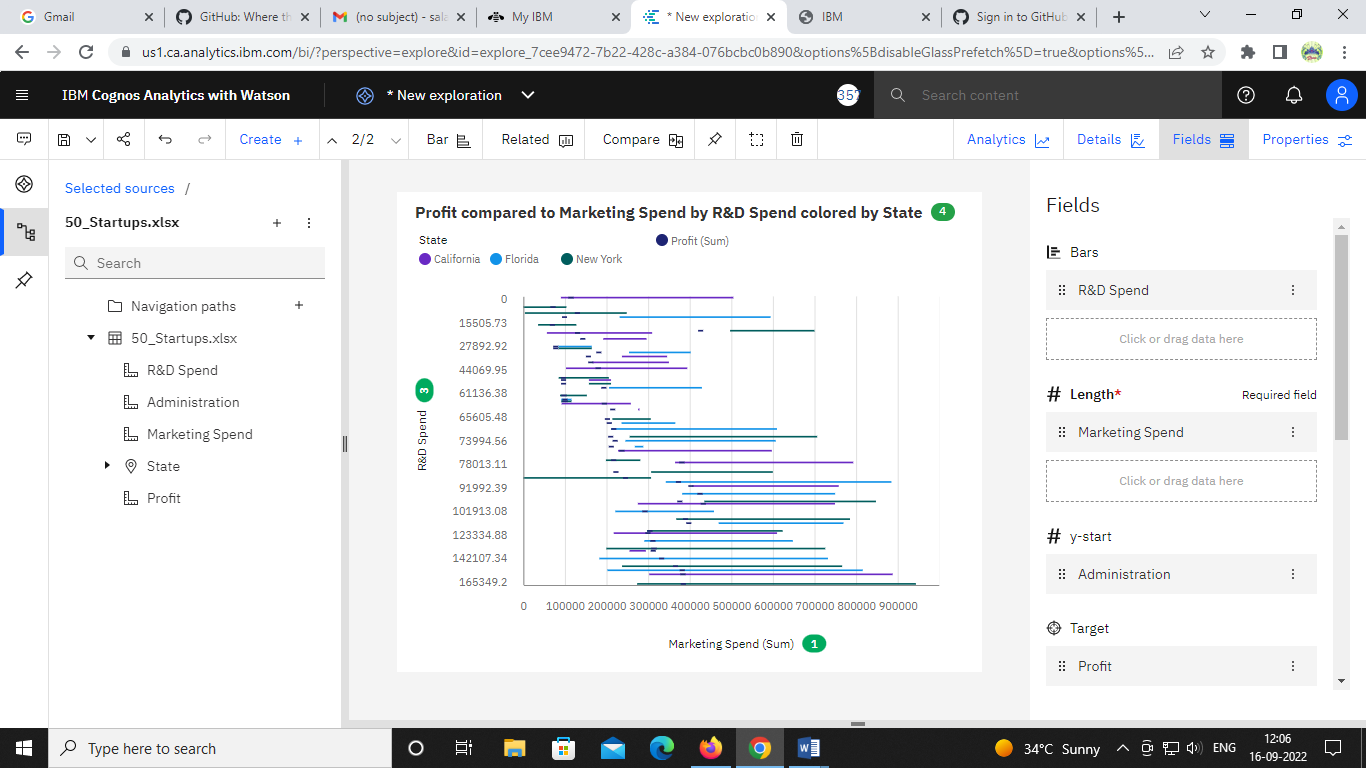 Gmail
GitHub: Where th
(no subject) - sal
My IBM
* New exploratio
IBM
Sign in to GitHub
us1.ca.analytics.ibm.com/bi/?perspective=explore&id=explore_7cee9472-7b22-428c-a384-076bcbc0b890&options%5BdisableGlassPrefetch%5D=true&options%5...
IBM Cognos Analytics with Watson
* New exploration
357
Search content
Create +
2/2
Bar
Related
Compare
Analytics
Details
Fields
Properties
Selected sources /
50_Startups.xlsx
Search
Navigation paths
50_Startups.xlsx
R&D Spend
Administration
Marketing Spend
State
Profit
Profit compared to Marketing Spend by R&D Spend colored by State 4
State
Profit (Sum)
California Florida New York
0
15505.73
27892.92
44069.95
61136.38
65605.48
73994.56
78013.11
91992.39
101913.08
123334.88
142107.34
165349.2
R&D Spend 3
0 100000 200000 300000 400000 500000 600000 700000 800000 900000
Marketing Spend (Sum) 1
Fields
Bars
R&D Spend
Click or drag data here
# Length* Required field
Marketing Spend
Click or drag data here
# y-start
Administration
Target
Profit
Type here to search
34°C Sunny
ENG
12:06
16-09-2022